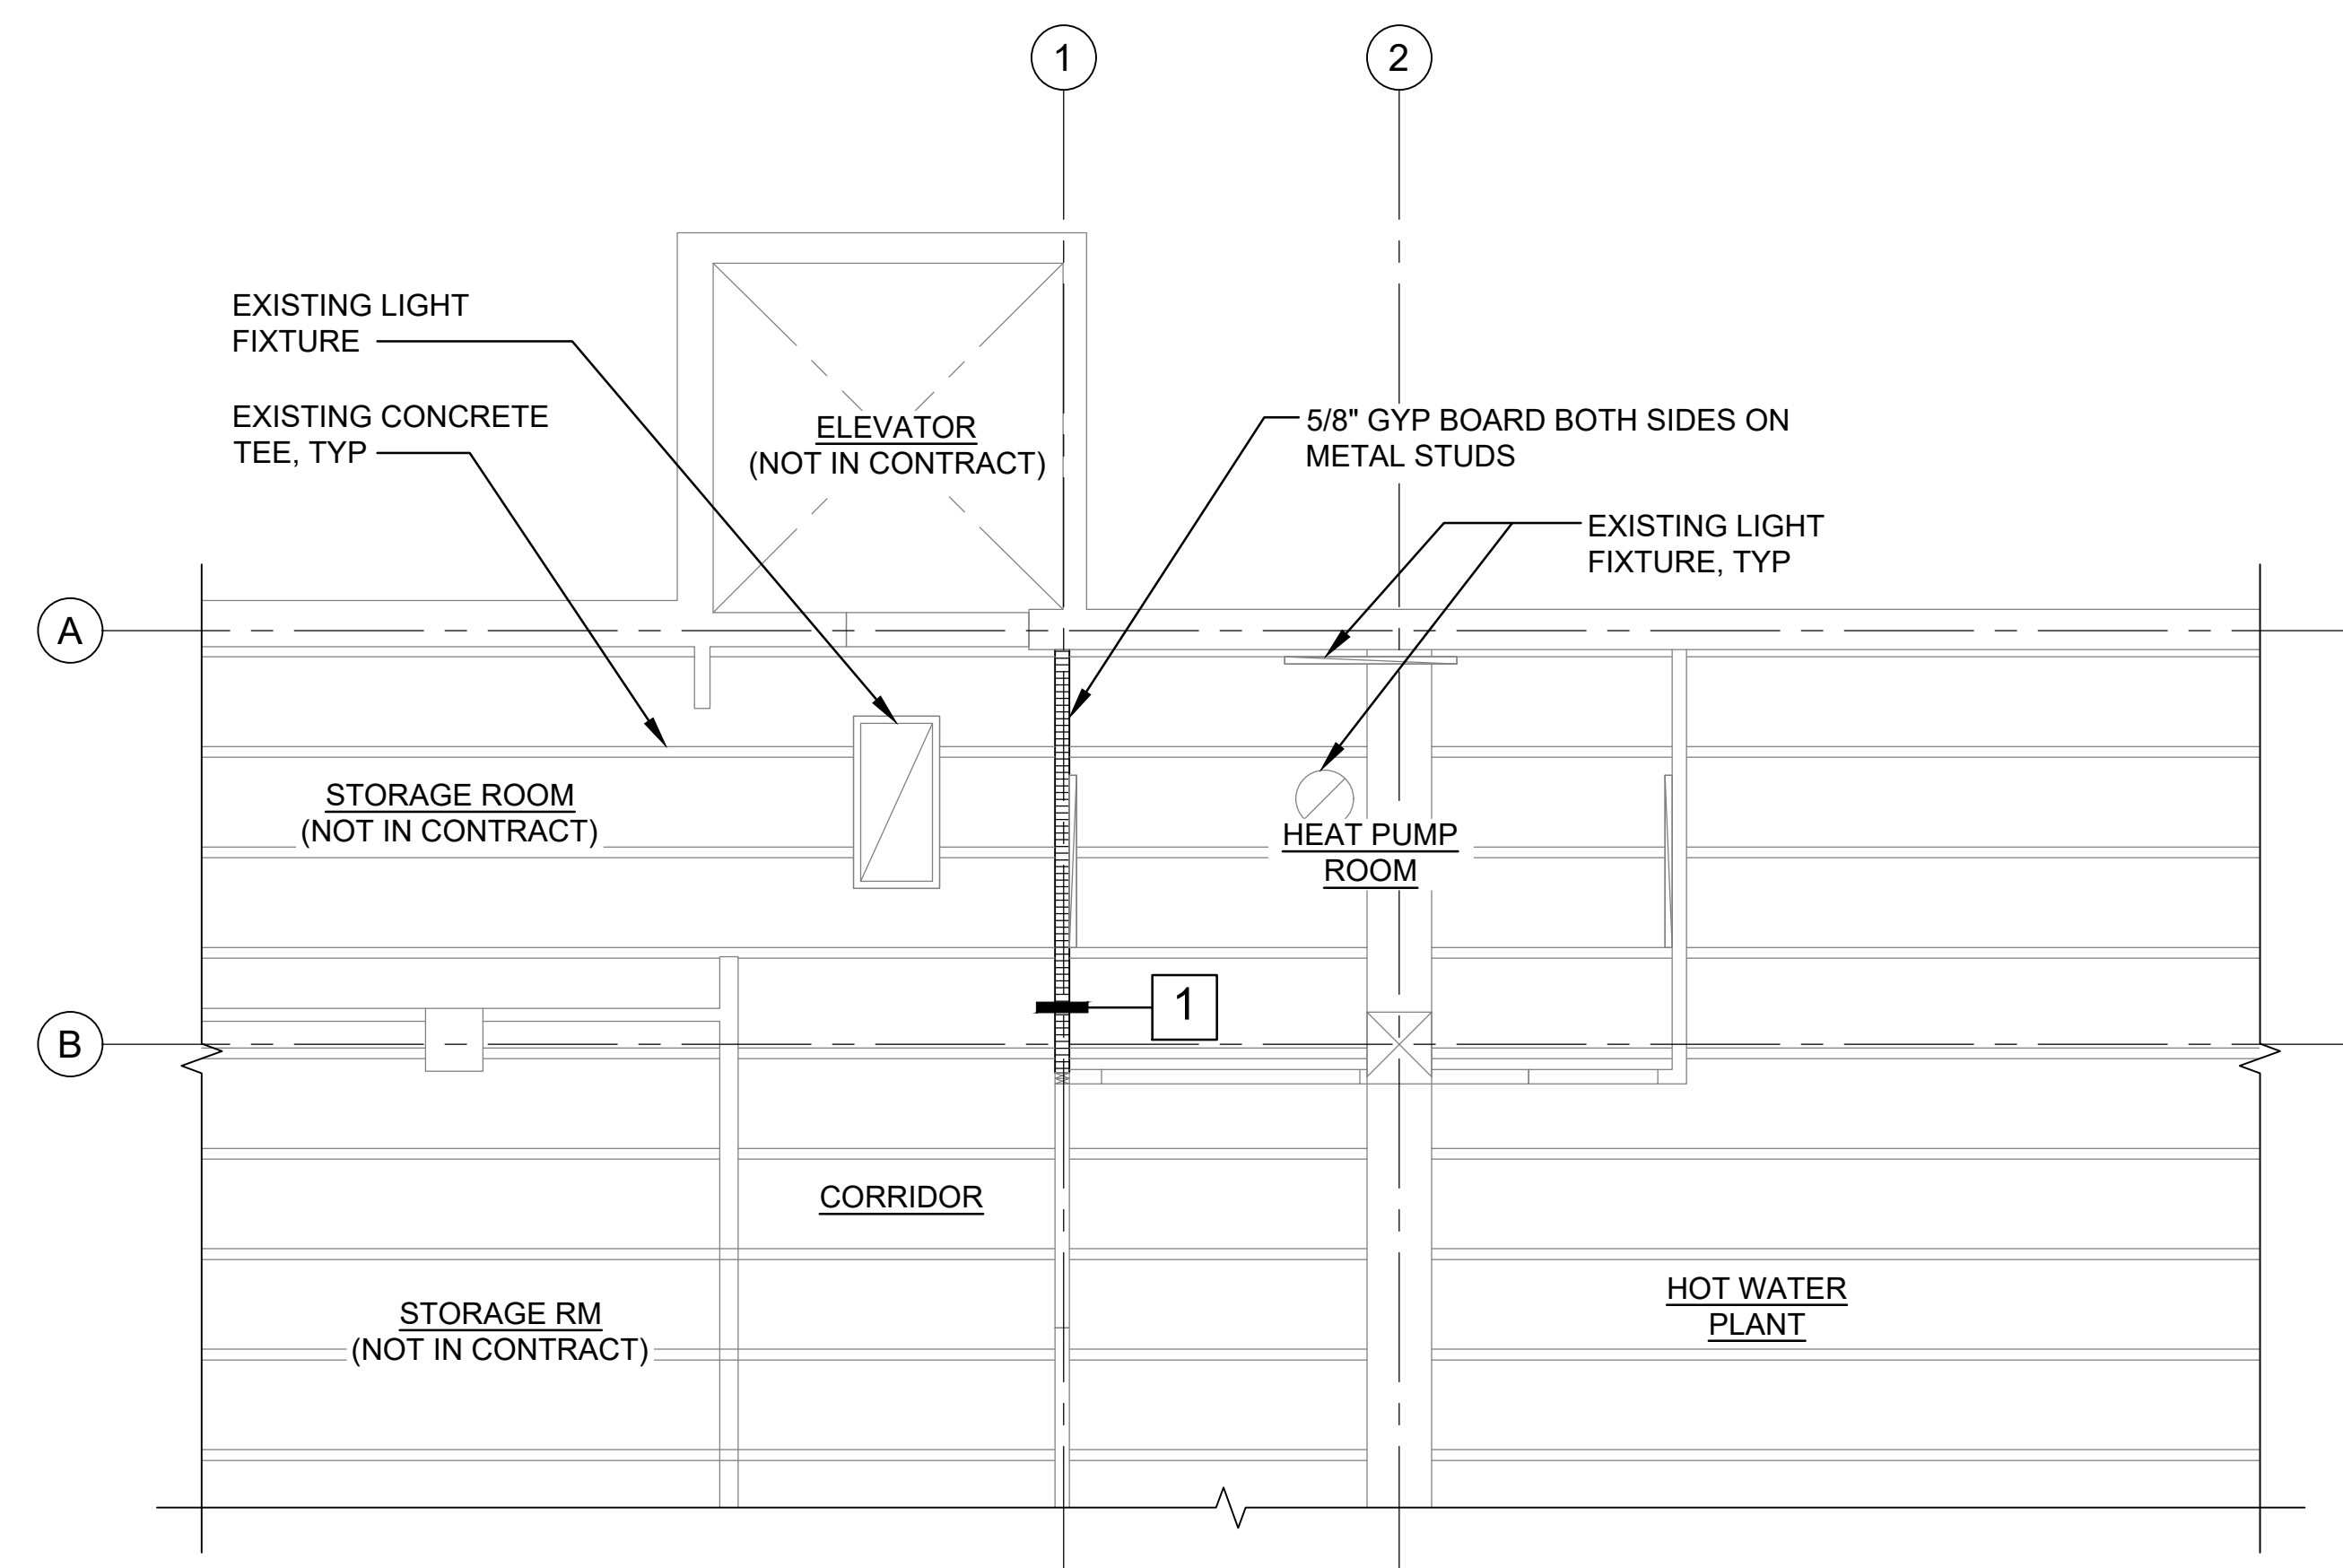 1
2
EXISTING LIGHT
FIXTURE
EXISTING CONCRETE
TEE, TYP
ELEVATOR
(NOT IN CONTRACT)
5/8" GYP BOARD BOTH SIDES ON
METAL STUDS
EXISTING LIGHT
FIXTURE, TYP
A
STORAGE ROOM
(NOT IN CONTRACT)
HEAT PUMP
ROOM
1
B
CORRIDOR
STORAGE RM
(NOT IN CONTRACT)
HOT WATER
PLANT